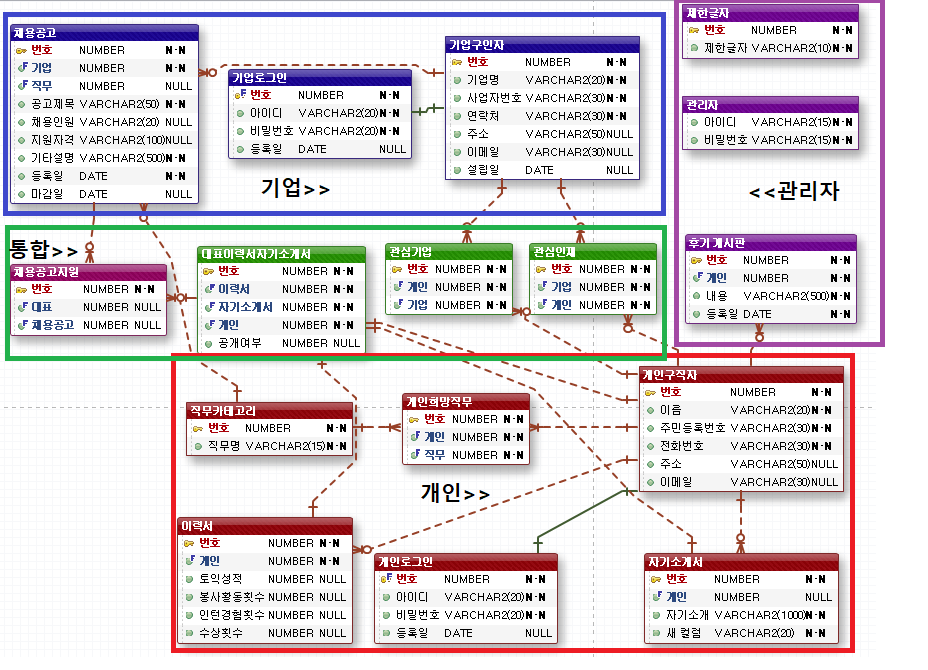 채용공고
번호 NUMBER N-N
기업 NUMBER N-N
직무 NUMBER NULL
공고제목 VARCHAR2(50) N-N
채용인원 VARCHAR2(20) NULL
지원자격 VARCHAR2(100)NULL
기타설명 VARCHAR2(500)N-N
등록일 DATE N-N
마감일 DATE NULL
기업로그인
번호 NUMBER N-N
아이디 VARCHAR2(20)N-N
비밀번호 VARCHAR2(20)N-N
등록일 DATE NULL
기업구인자
번호 NUMBER N-N
기업명 VARCHAR2(20)N-N
사업자번호 VARCHAR2(30)N-N
연락처 VARCHAR2(30)N-N
주소 VARCHAR2(50)NULL
이메일 VARCHAR2(30)NULL
설립일 DATE NULL
기업>>
제한글자
번호 NUMBER N-N
제한글자 VARCHAR2(10)N-N
관리자
아이디 VARCHAR2(15)N-N
비밀번호 VARCHAR2(15)N-N
<<관리자
후기 게시판
번호 NUMBER N-N
개인 NUMBER N-N
내용 VARCHAR2(500)N-N
등록일 DATE N-N
통합>>
채용공고지원
번호 NUMBER N-N
대표 NUMBER NULL
채용공고 NUMBER NULL
대표이력서자기소개서
번호 NUMBER N-N
이력서 NUMBER N-N
자기소개서 NUMBER N-N
개인 NUMBER N-N
공개여부 NUMBER NULL
관심기업
번호 NUMBER N-N
개인 NUMBER N-N
기업 NUMBER N-N
관심인재
번호 NUMBER N-N
기업 NUMBER N-N
개인 NUMBER N-N
직무카테고리
번호 NUMBER N-N
직무명 VARCHAR2(15)N-N
개인희망직무
번호 NUMBER N-N
개인 NUMBER N-N
직무 NUMBER N-N
개인구직자
번호 NUMBER N-N
이름 VARCHAR2(20)N-N
주민등록번호 VARCHAR2(30)N-N
전화번호 VARCHAR2(30)N-N
주소 VARCHAR2(50)NULL
이메일 VARCHAR2(30)NULL
개인>>
이력서
번호 NUMBER N-N
개인 NUMBER N-N
토익성적 NUMBER NULL
봉사활동횟수 NUMBER NULL
인턴경험횟수 NUMBER NULL
수상횟수 NUMBER NULL
개인로그인
번호 NUMBER N-N
아이디 VARCHAR2(20)N-N
비밀번호 VARCHAR2(20)N-N
등록일 DATE NULL
자기소개서
번호 NUMBER N-N
개인 NUMBER NULL
자기소개 VARCHAR2(1000)N-N
새 컬럼 VARCHAR2(20) N-N